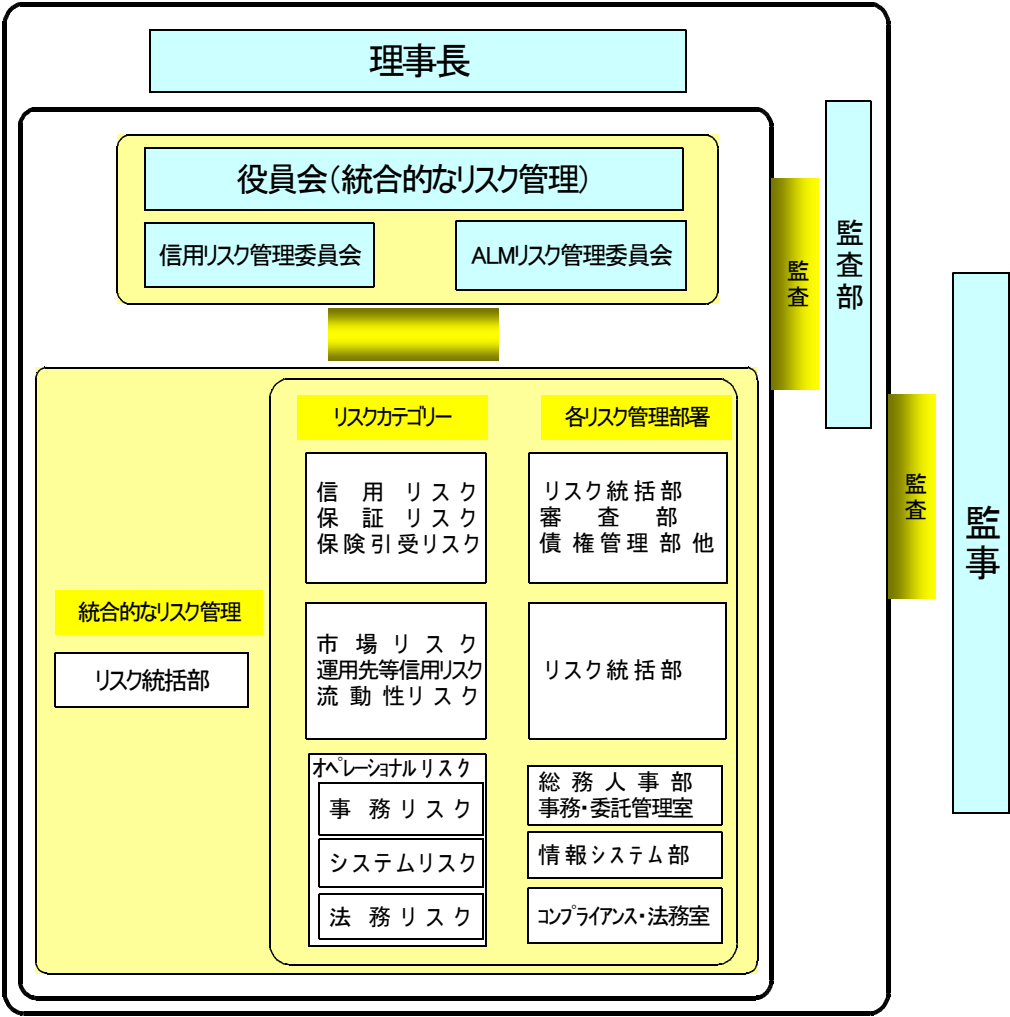 理事長
役員会（統合的なリスク管理）
信用リスク管理委員会
ALMリスク管理委員会
監査
監査部
監査
監事
リスクカテゴリー
各リスク管理部署
信用リスク
保証リスク
保険引受リスク
リスク統括部
審査部
債権管理部他
統合的なリスク管理
リスク統括部
市場リスク
運用先等信用リスク
流動性リスク
リスク統括部
オペレーショナルリスク
事務リスク
システムリスク
法務リスク
総務人事部
事務・委託管理室
情報システム部
コンプライアンス・法務室